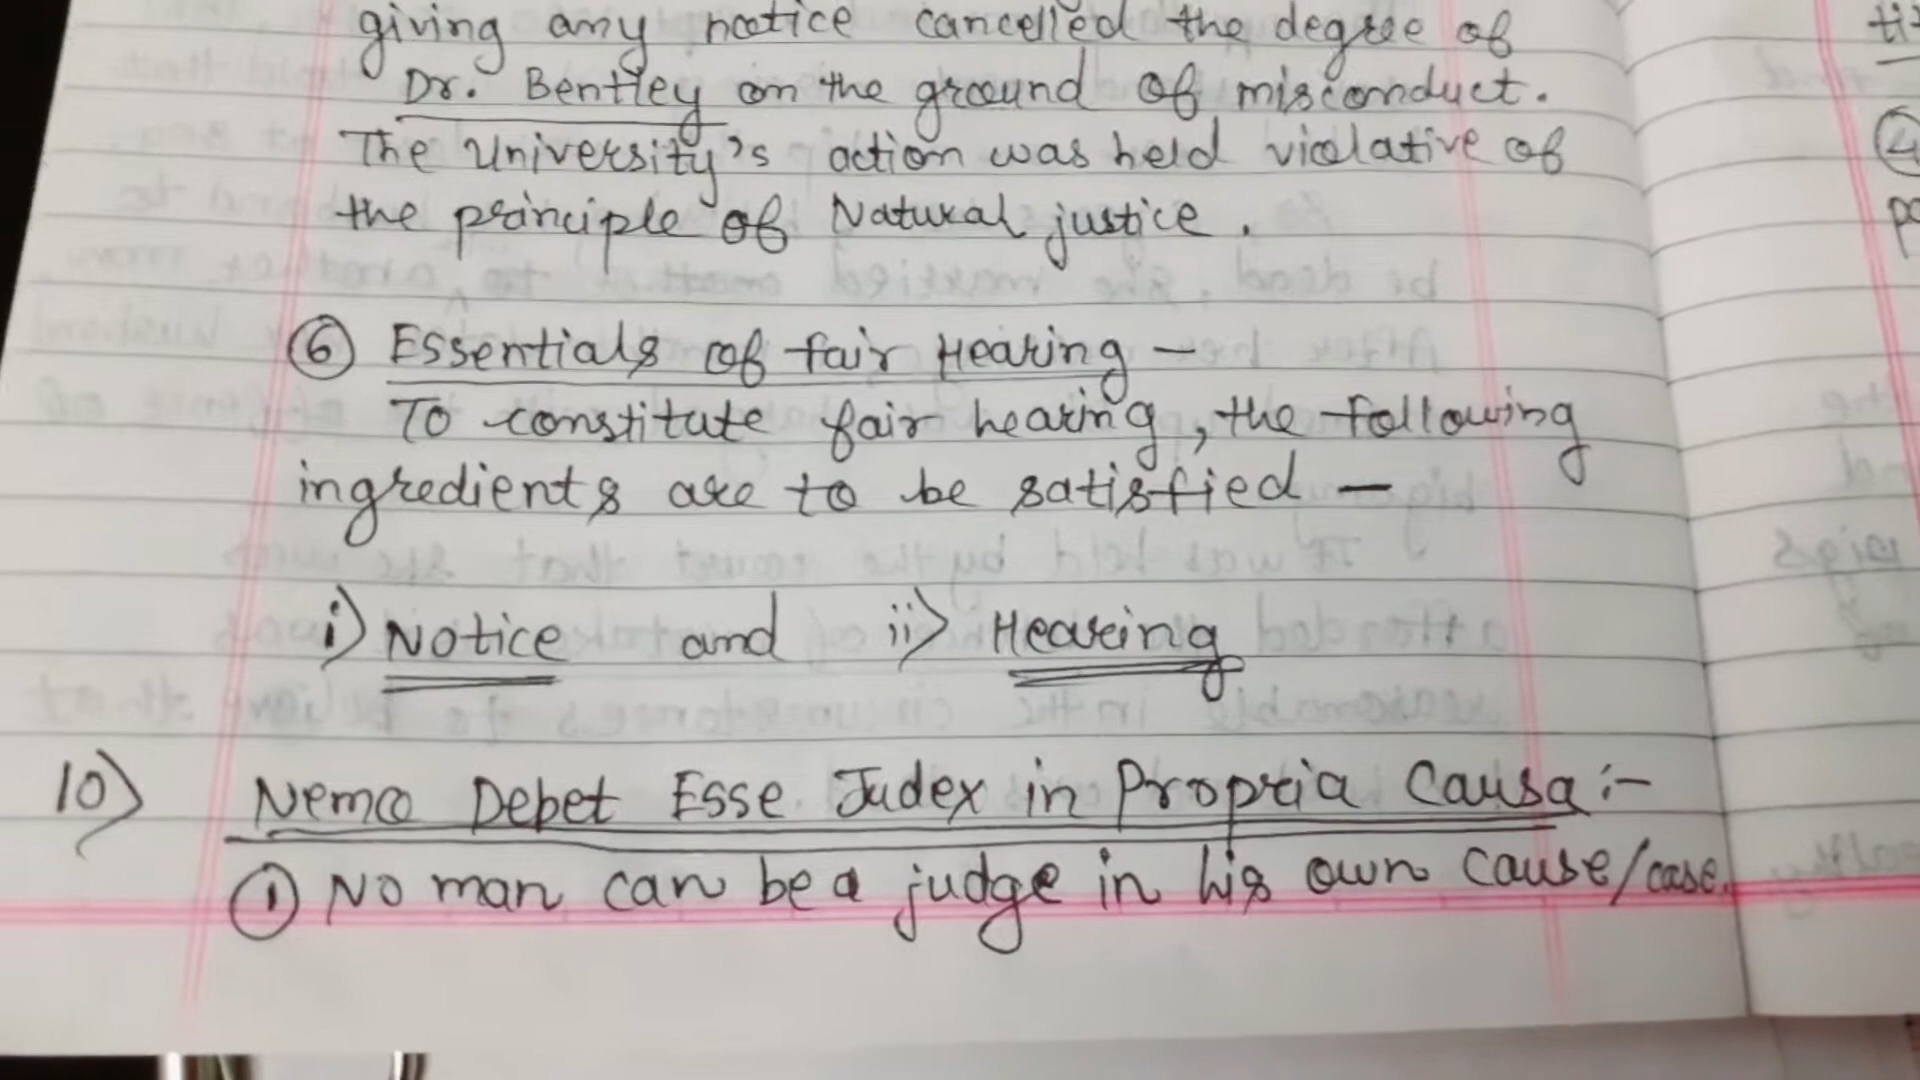 giving any notice cancelled the degree of
Dr. Bentley on the ground of misconduct.
The University's action was held violative of
the principle of Natural justice.
⑥ Essentials of fair Hearing -
To constitute fair hearing, the following
ingredients are to be satisfied -
i) Notice and ii) Hearing
10) Nemo Debet Esse Judex in Propria Causa :-
① No man can be a judge in his own cause/case.